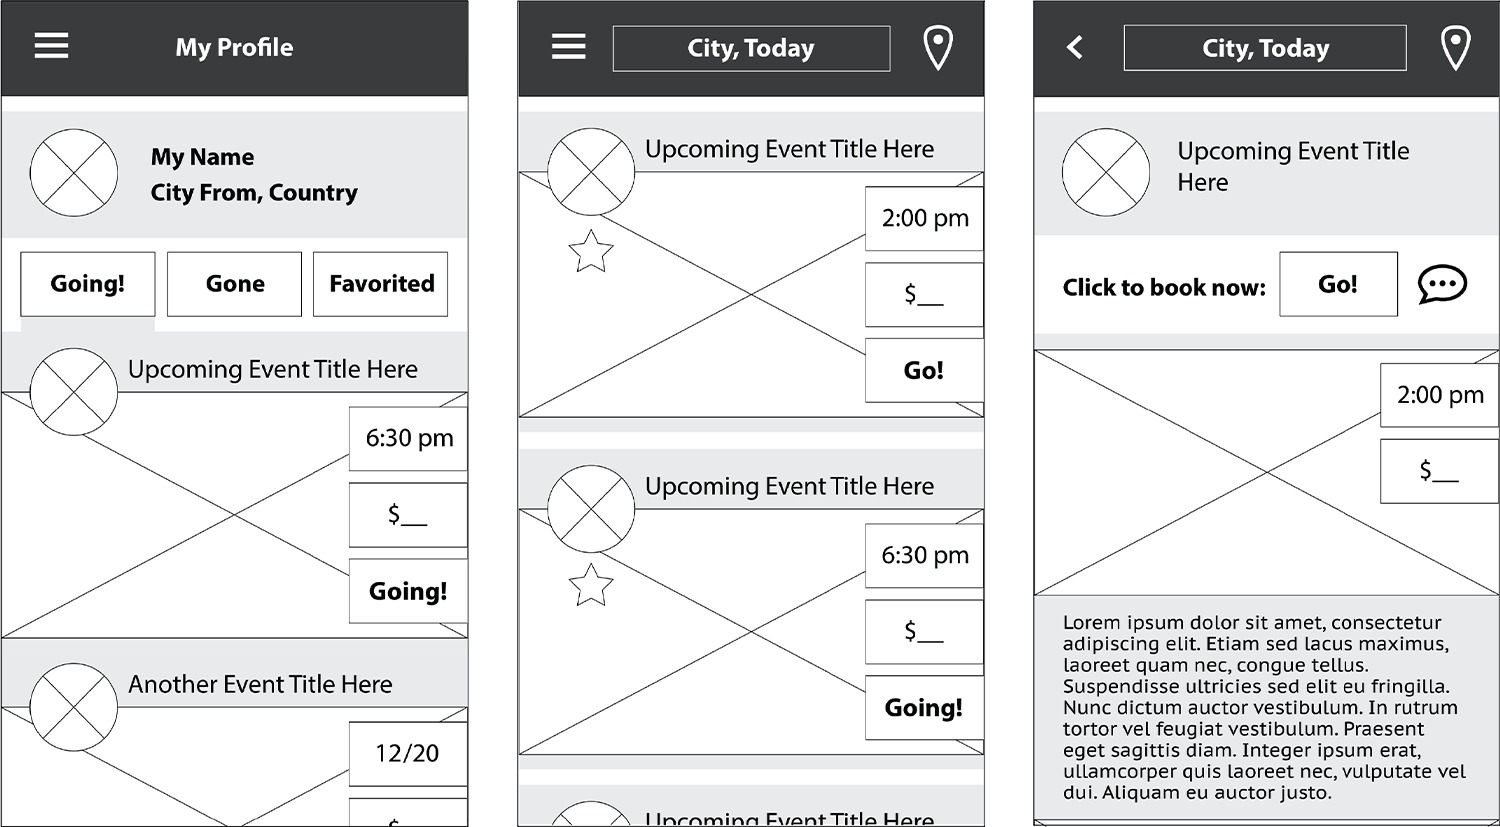 My Profile
My Name
City From, Country
Going!
Gone
Favorited
Upcoming Event Title Here
6:30 pm
$__
Going!
Another Event Title Here
12/20
$
City, Today
Upcoming Event Title Here
2:00 pm
$__
Go!
Upcoming Event Title Here
6:30 pm
$__
Going!
Upcoming Event Title Here
City, Today
Upcoming Event Title
Here
Click to book now:
Go!
2:00 pm
$__
Lorem ipsum dolor sit amet, consectetur
adipiscing elit. Etiam sed lacus maximus,
laoreet quam nec, congue tellus.
Suspendisse ultricies sed elit eu fringilla.
Nunc dictum auctor vestibulum. In rutrum
tortor vel feugiat vestibulum. Praesent
eget sagittis diam. Integer ipsum erat,
ullamcorper quis laoreet nec, vulputate vel
dui. Aliquam eu auctor justo.